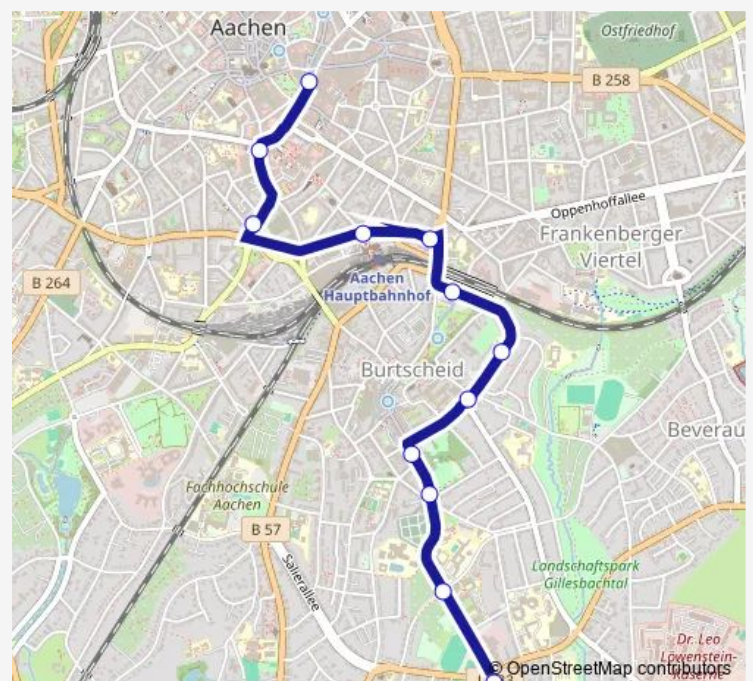 Aachen
Ostfriedhof
B 258
Oppenhoffallee
Frankenberger
Viertel
B 264
Aachen
Hauptbahnhof
Burtscheid
Beverau
Fachhochschule
Aachen
B 57
Salierallee
Landschaftspark
Gillesbachtal
Dr. Leo
Löwenstein-
Kaserne
© OpenStreetMap contributors